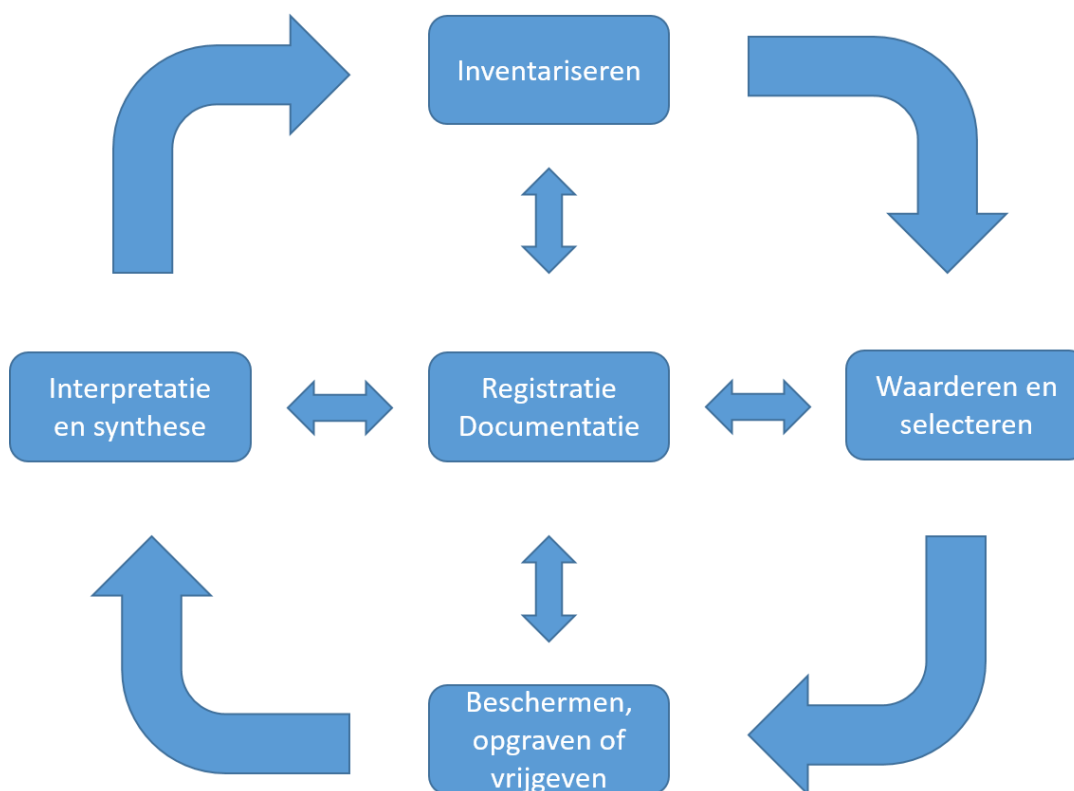 Inventariseren
Interpretatie
en synthese
Registratie
Documentatie
Waarderen en
selecteren
Beschermen,
opgraven of
vrijgeven